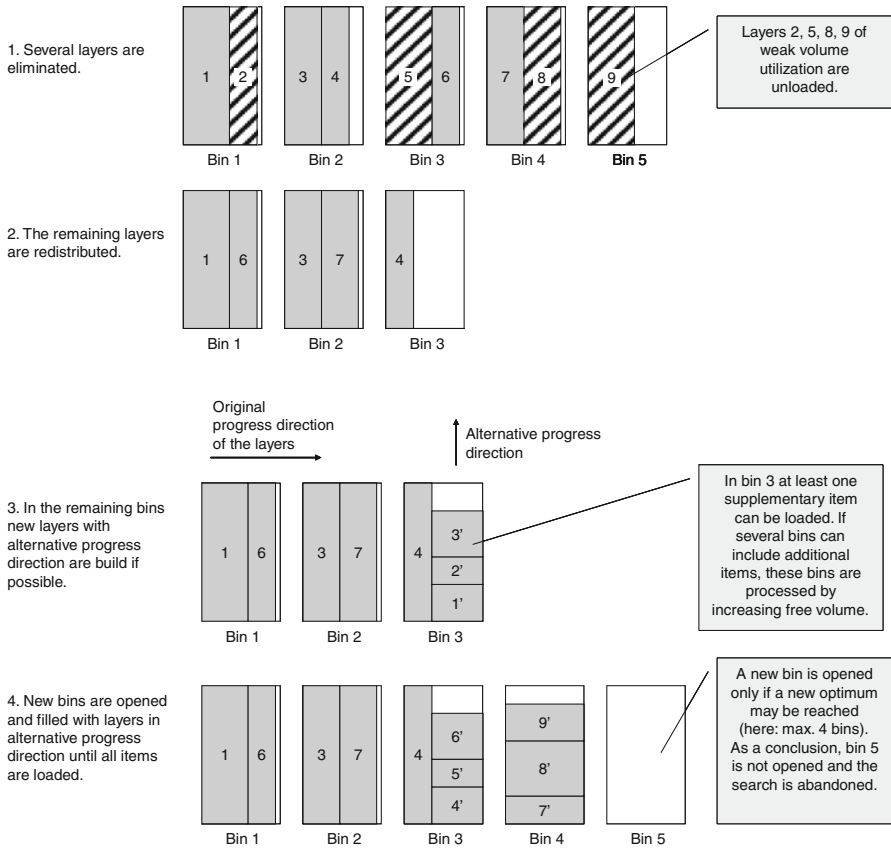 1. Several layers are
eliminated.
1
2
3
4
5
6
7
8
9
Bin 1
Bin 2
Bin 3
Bin 4
Bin 5
Layers 2, 5, 8, 9 of
weak volume
utilization are
unloaded.
2. The remaining layers
are redistributed.
1
6
3
7
4
Bin 1
Bin 2
Bin 3
Original
progress direction
of the layers
Alternative progress
direction
3. In the remaining bins
new layers with
alternative progress
direction are build if
possible.
1
6
3
7
4
3'
2'
1'
Bin 1
Bin 2
Bin 3
In bin 3 at least one
supplementary item
can be loaded. If
several bins can
include additional
items, these bins are
processed by
increasing free volume.
4. New bins are opened
and filled with layers in
alternative progress
direction until all items
are loaded.
1
6
3
7
4
6'
5'
4'
9'
8'
7'
Bin 1
Bin 2
Bin 3
Bin 4
Bin 5
A new bin is opened
only if a new optimum
may be reached
(here: max. 4 bins).
As a conclusion, bin 5
is not opened and the
search is abandoned.